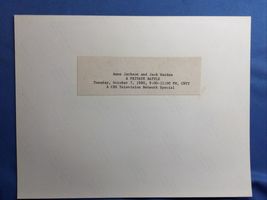 Anne Jackson and Jack Warden
A PRIVATE BATTLE
Tuesday, October 7, 1980, 9:00-11:00 PM, CNYT
A CBS Television Network Special